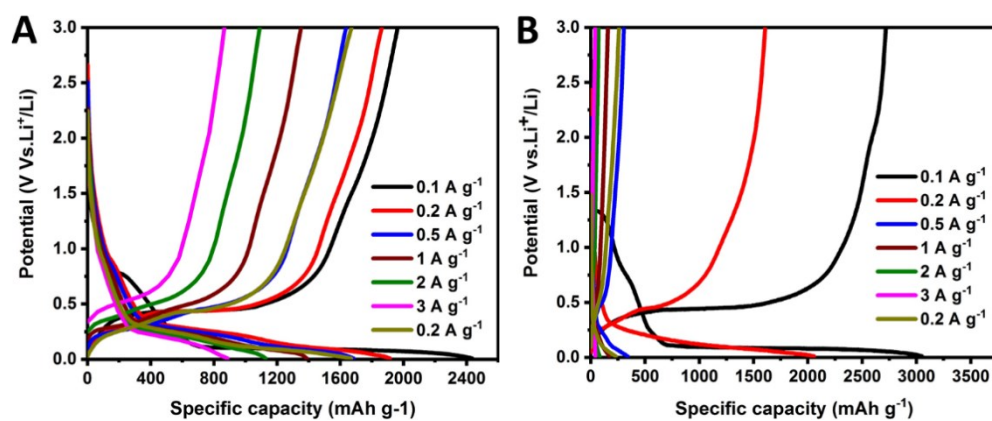 A
Potential (V Vs.Li⁺/Li)
3.0
2.5
2.0
1.5
1.0
0.5
0.0
0.1 A g⁻¹
0.2 A g⁻¹
0.5 A g⁻¹
1 A g⁻¹
2 A g⁻¹
3 A g⁻¹
0.2 A g⁻¹
0 400 800 1200 1600 2000 2400
Specific capacity (mAh g-1)
B
Potential (V Vs.Li⁺/Li)
3.0
2.5
2.0
1.5
1.0
0.5
0.0
0.1 A g⁻¹
0.2 A g⁻¹
0.5 A g⁻¹
1 A g⁻¹
2 A g⁻¹
3 A g⁻¹
0.2 A g⁻¹
0 500 1000 1500 2000 2500 3000 3500
Specific capacity (mAh g⁻¹)